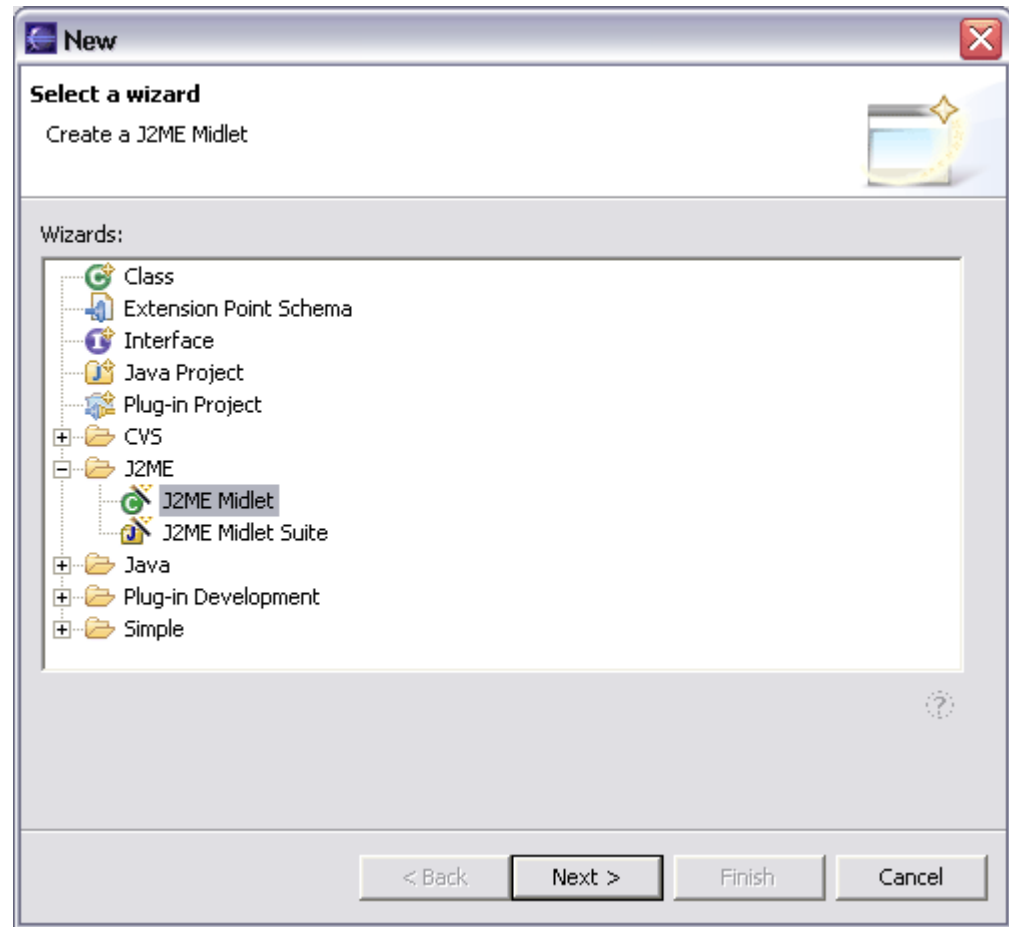 New
Select a wizard
Create a J2ME Midlet
Wizards:
Class
Extension Point Schema
Interface
Java Project
Plug-in Project
CVS
J2ME
J2ME Midlet
J2ME Midlet Suite
Java
Plug-in Development
Simple
< Back Next > Finish Cancel